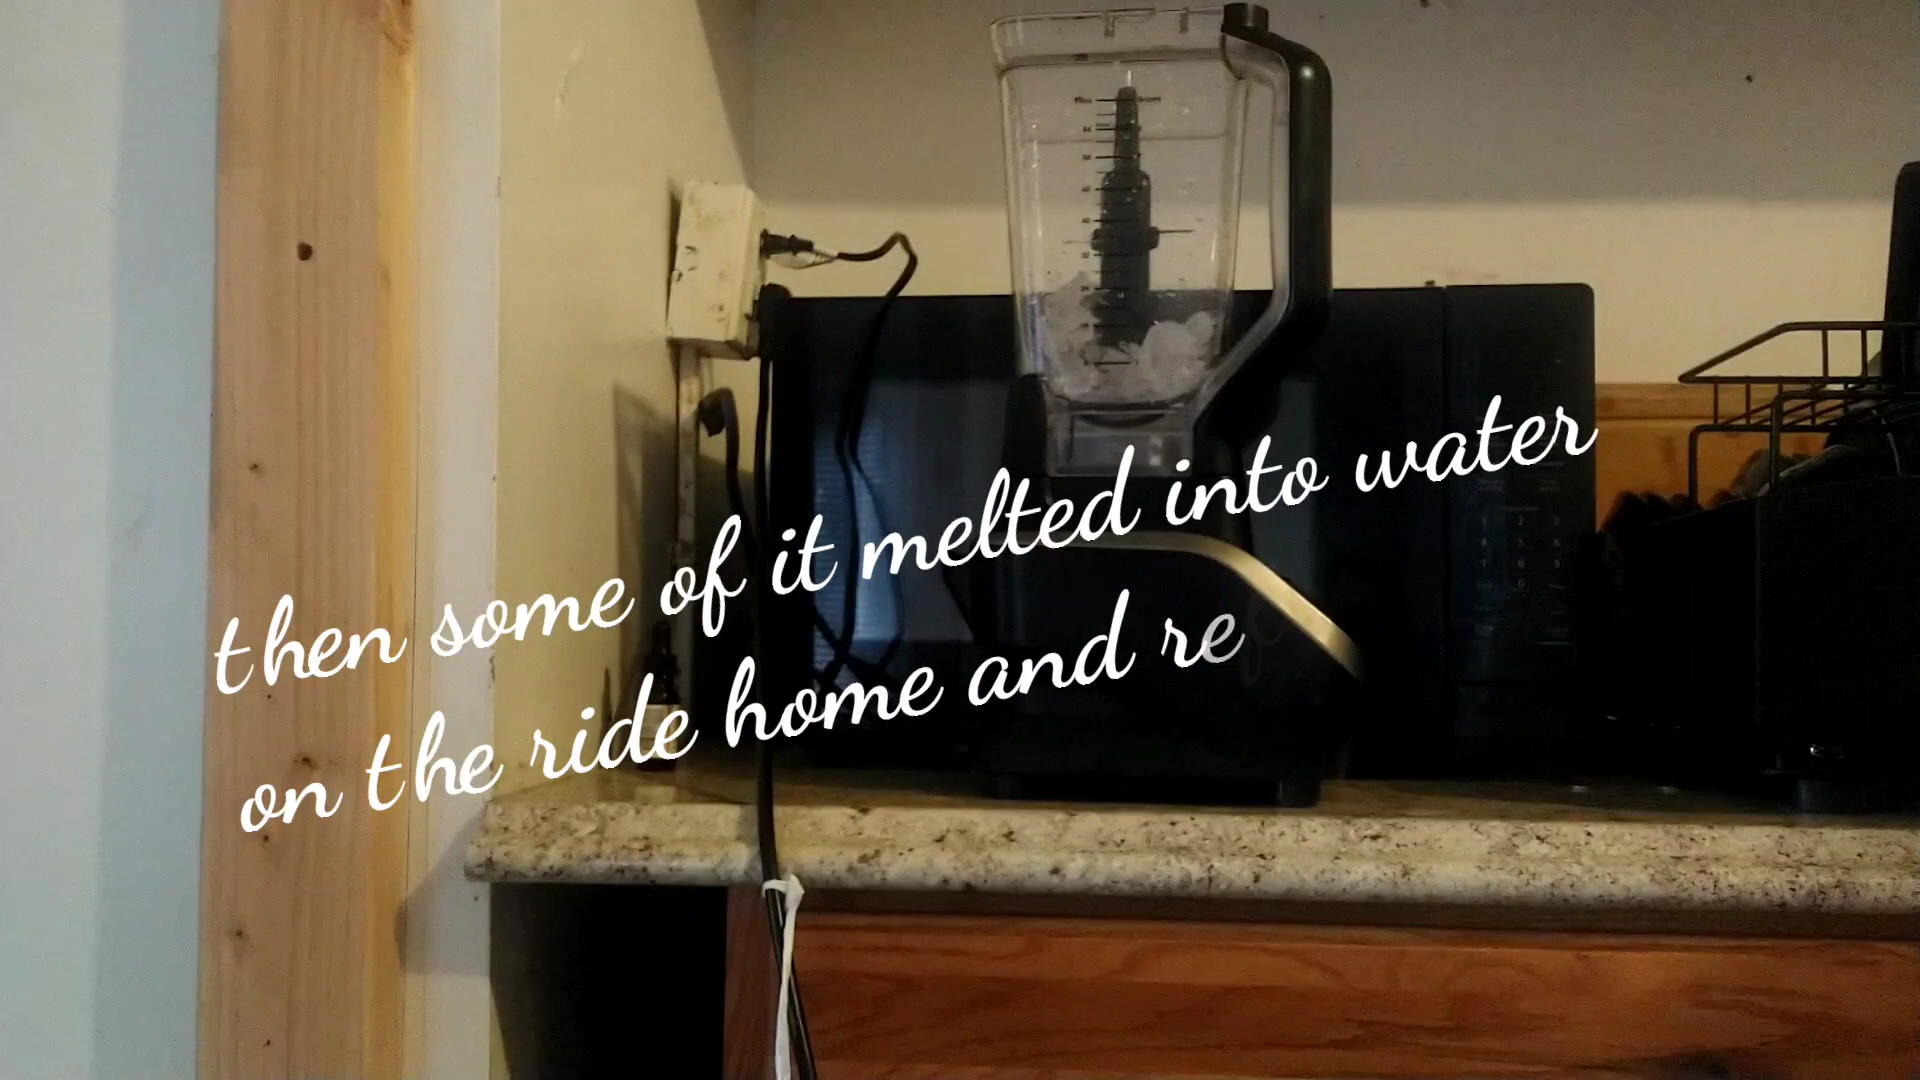 then some of it melted into water
on the ride home and re